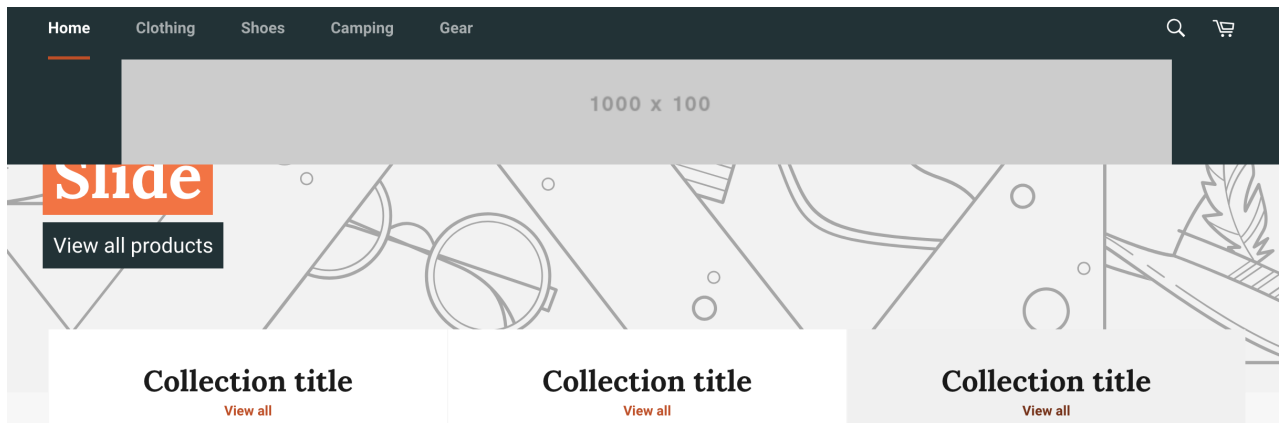 Home Clothing Shoes Camping Gear
1000 x 100
Slide
View all products
Collection title Collection title Collection title
View all View all View all